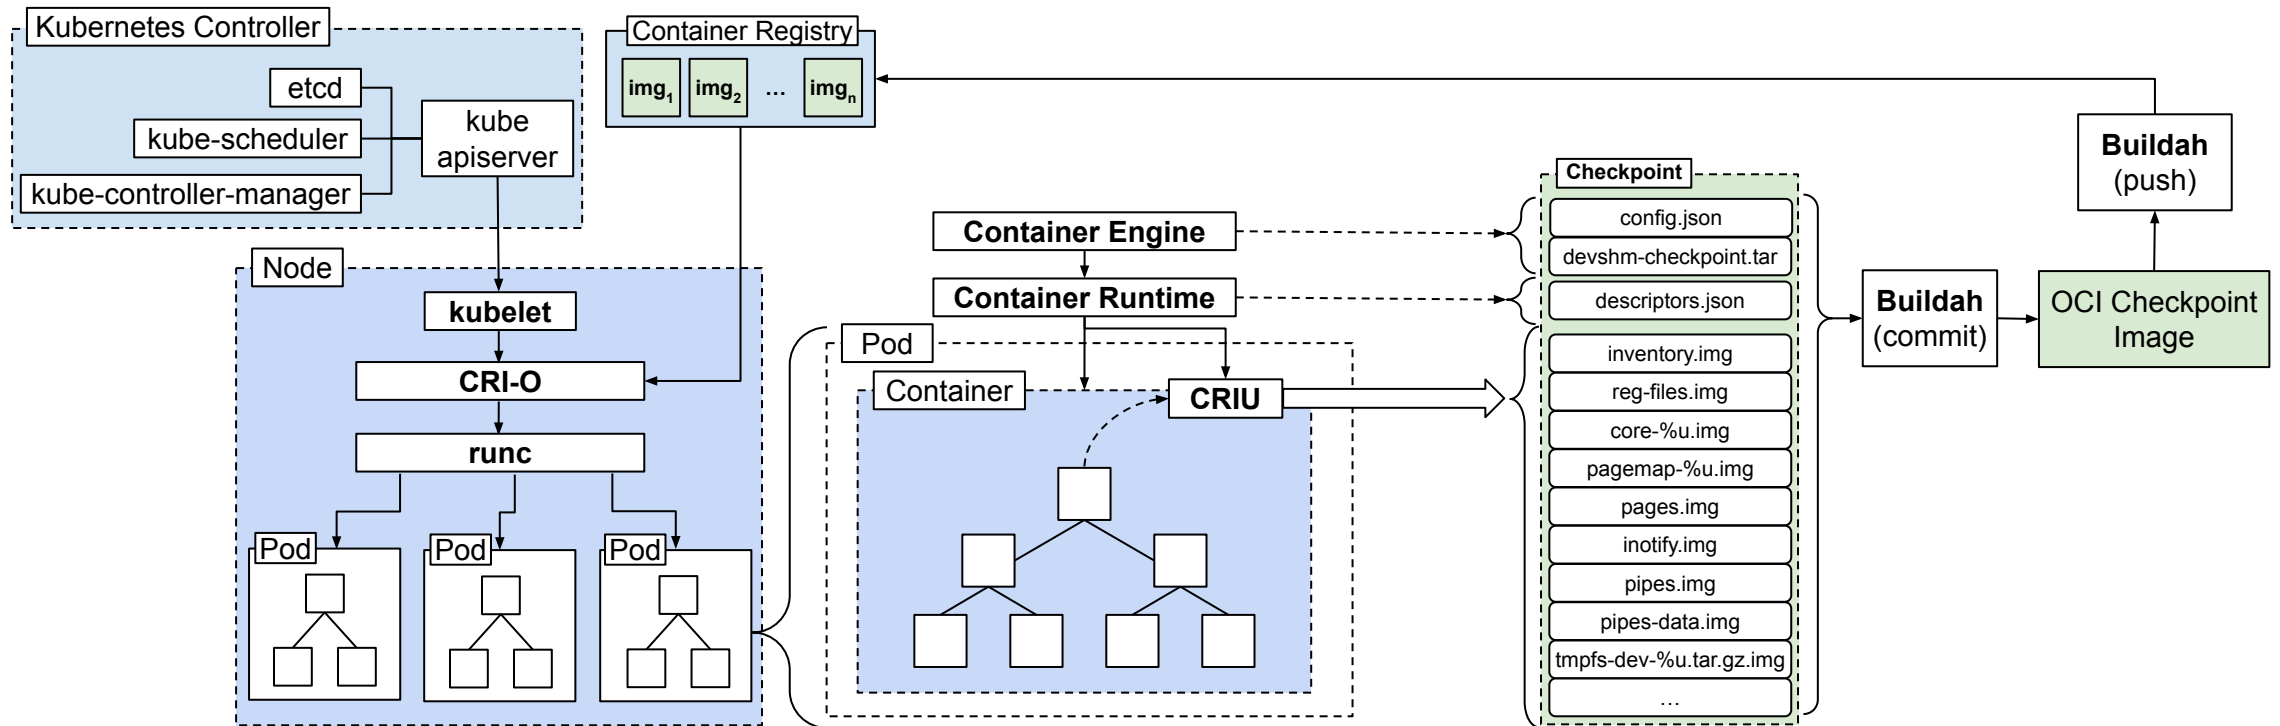 Kubernetes Controller
etcd
kube-scheduler
kube-controller-manager
kube
apiserver
Container Registry
img1
img2
...
imgn
Node
kubelet
CRI-O
runc
Pod
Pod
Pod
Container Engine
Container Runtime
Pod
Container
CRIU
Checkpoint
config.json
devshm-checkpoint.tar
descriptors.json
inventory.img
reg-files.img
core-%u.img
pagemap-%u.img
pages.img
inotify.img
pipes.img
pipes-data.img
tmpfs-dev-%u.tar.gz.img
...
Buildah
(commit)
OCI Checkpoint
Image
Buildah
(push)